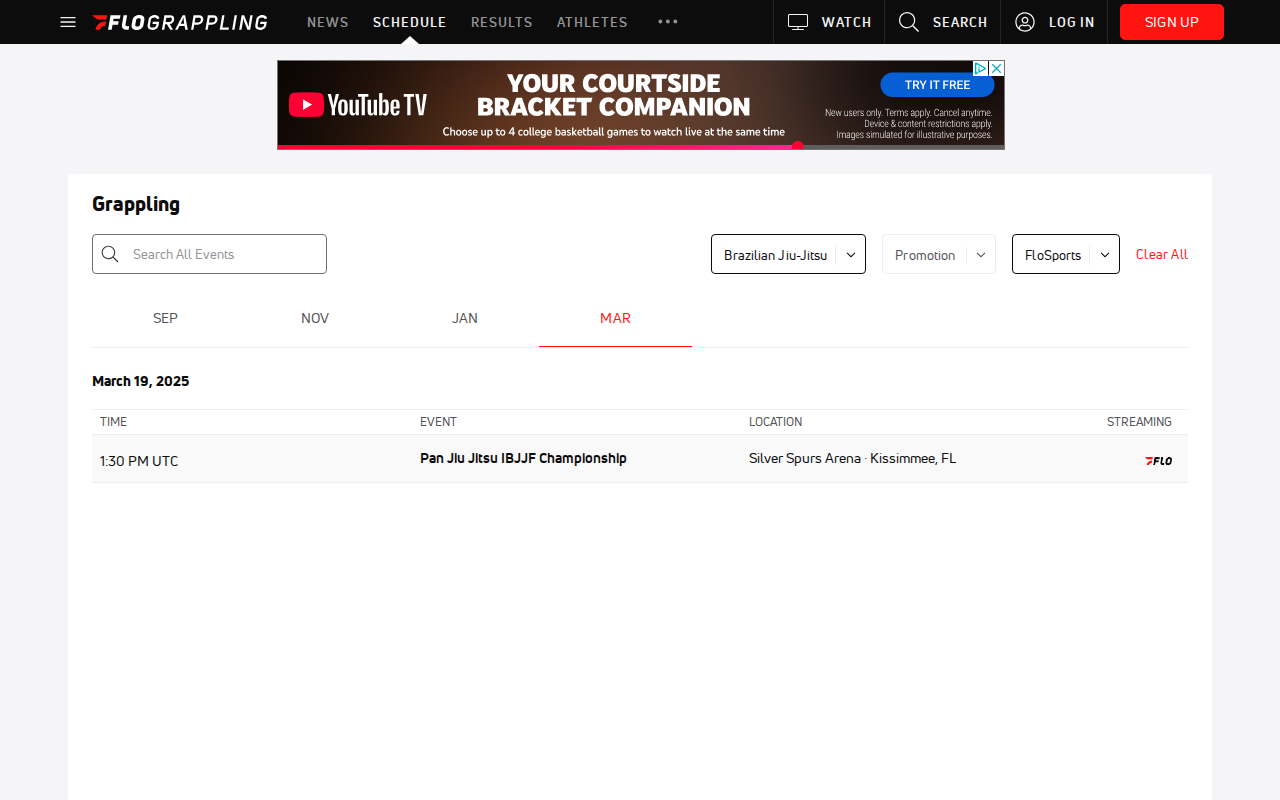 FLOGRAPPLING NEWS SCHEDULE RESULTS ATHLETES WATCH SEARCH LOG IN SIGN UP
YouTube TV
YOUR COURTSIDE
BRACKET COMPANION
Choose up to 4 college basketball games to watch live at the same time
TRY IT FREE
New users only. Terms apply. Cancel anytime.
Device & content restrictions apply.
Images simulated for illustrative purposes.
Grappling
Search All Events Brazilian Jiu-Jitsu Promotion FloSports Clear All
SEP NOV JAN MAR
March 19, 2025
TIME EVENT LOCATION STREAMING
1:30 PM UTC Pan Jiu Jitsu IBJJF Championship Silver Spurs Arena · Kissimmee, FL FLO